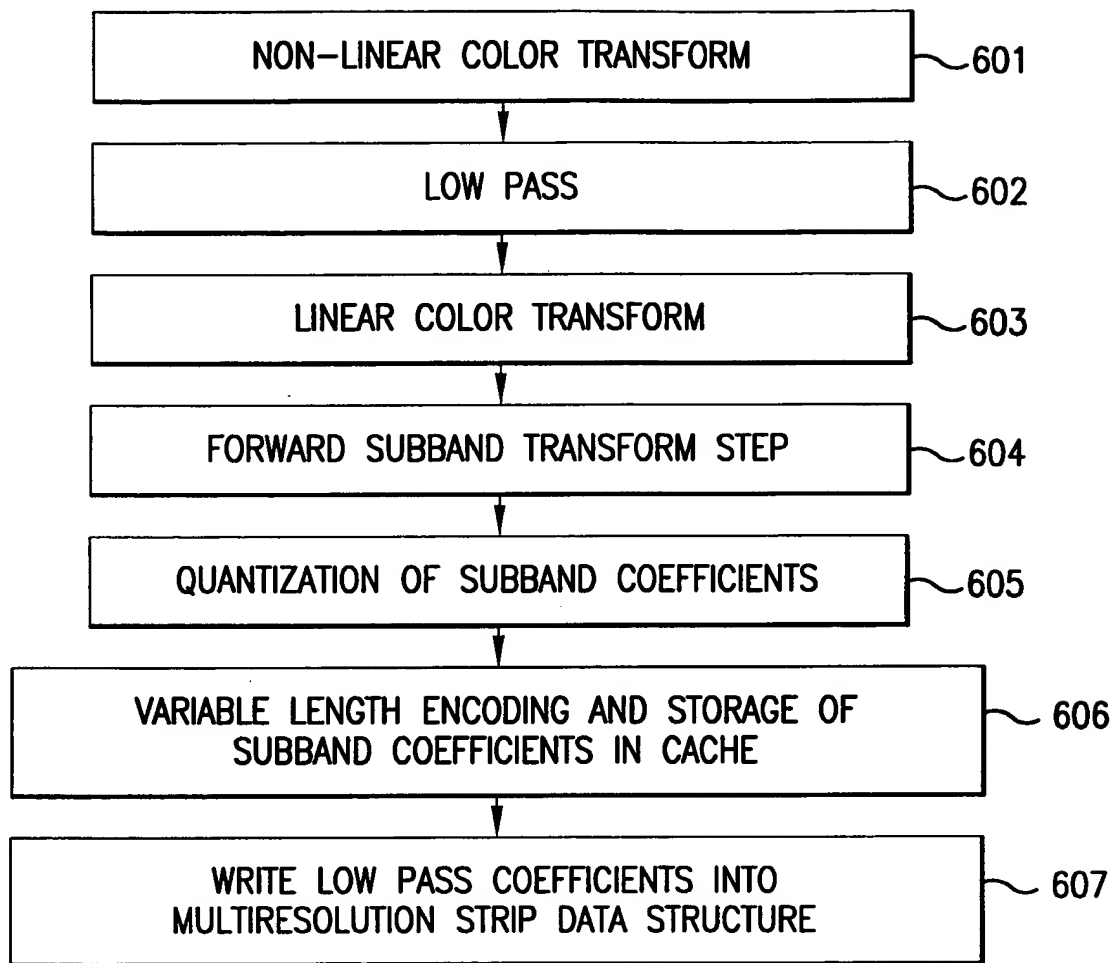 NON-LINEAR COLOR TRANSFORM 601
LOW PASS 602
LINEAR COLOR TRANSFORM 603
FORWARD SUBBAND TRANSFORM STEP 604
QUANTIZATION OF SUBBAND COEFFICIENTS 605
VARIABLE LENGTH ENCODING AND STORAGE OF
SUBBAND COEFFICIENTS IN CACHE 606
WRITE LOW PASS COEFFICIENTS INTO
MULTIRESOLUTION STRIP DATA STRUCTURE 607